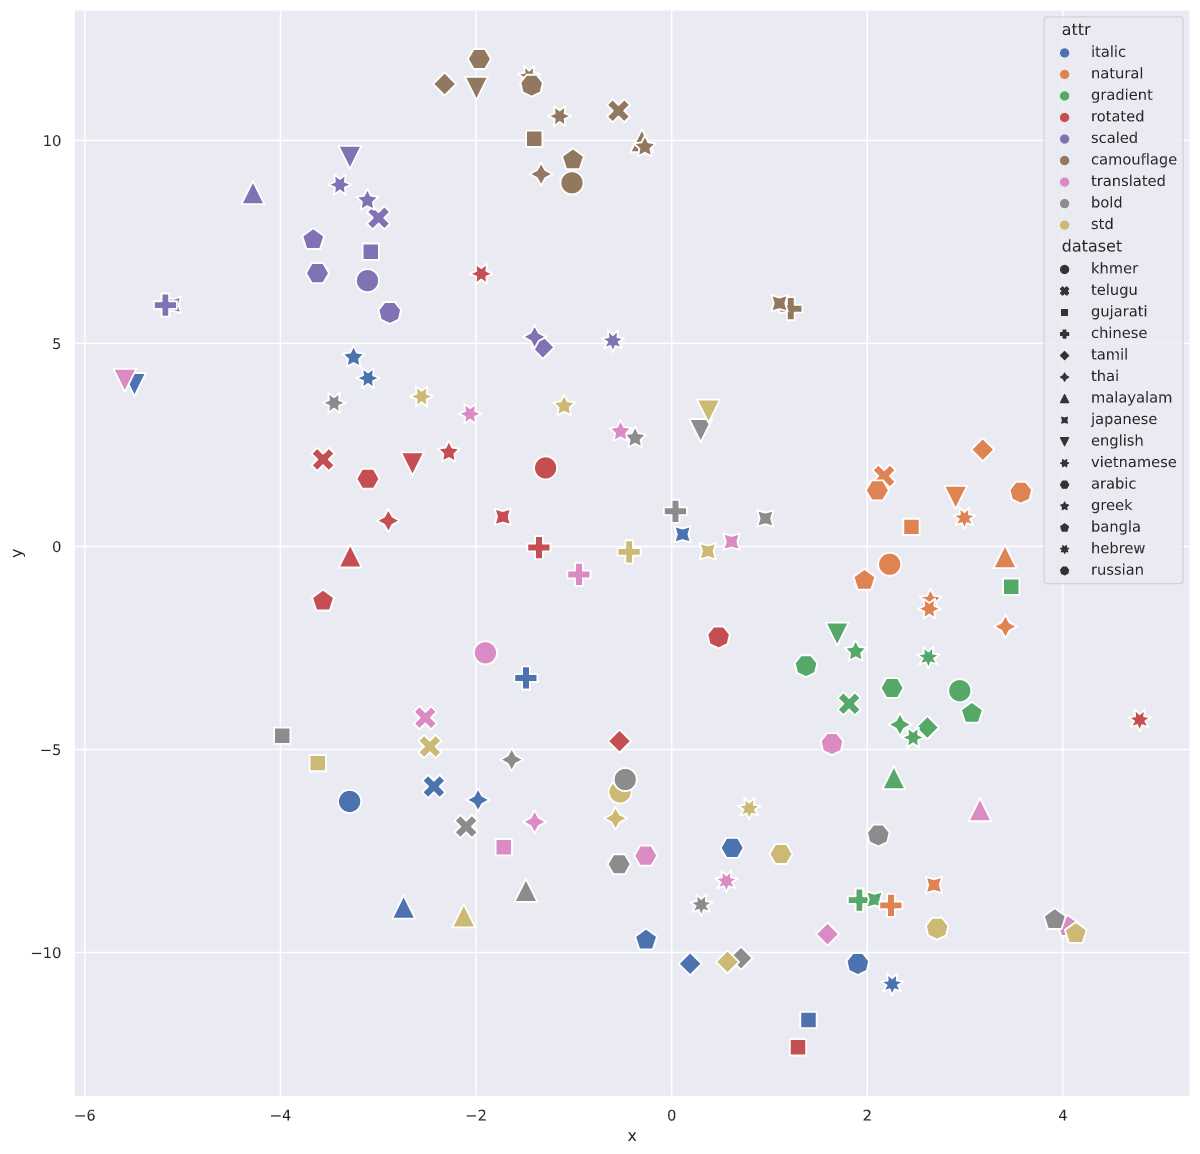 attr
italic
natural
gradient
rotated
scaled
camouflage
translated
bold
std
dataset
khmer
telugu
gujarati
chinese
tamil
thai
malayalam
japanese
english
vietnamese
arabic
greek
bangla
hebrew
russian
10
5
0
−5
−10
y
−6 −4 −2 0 2 4
x